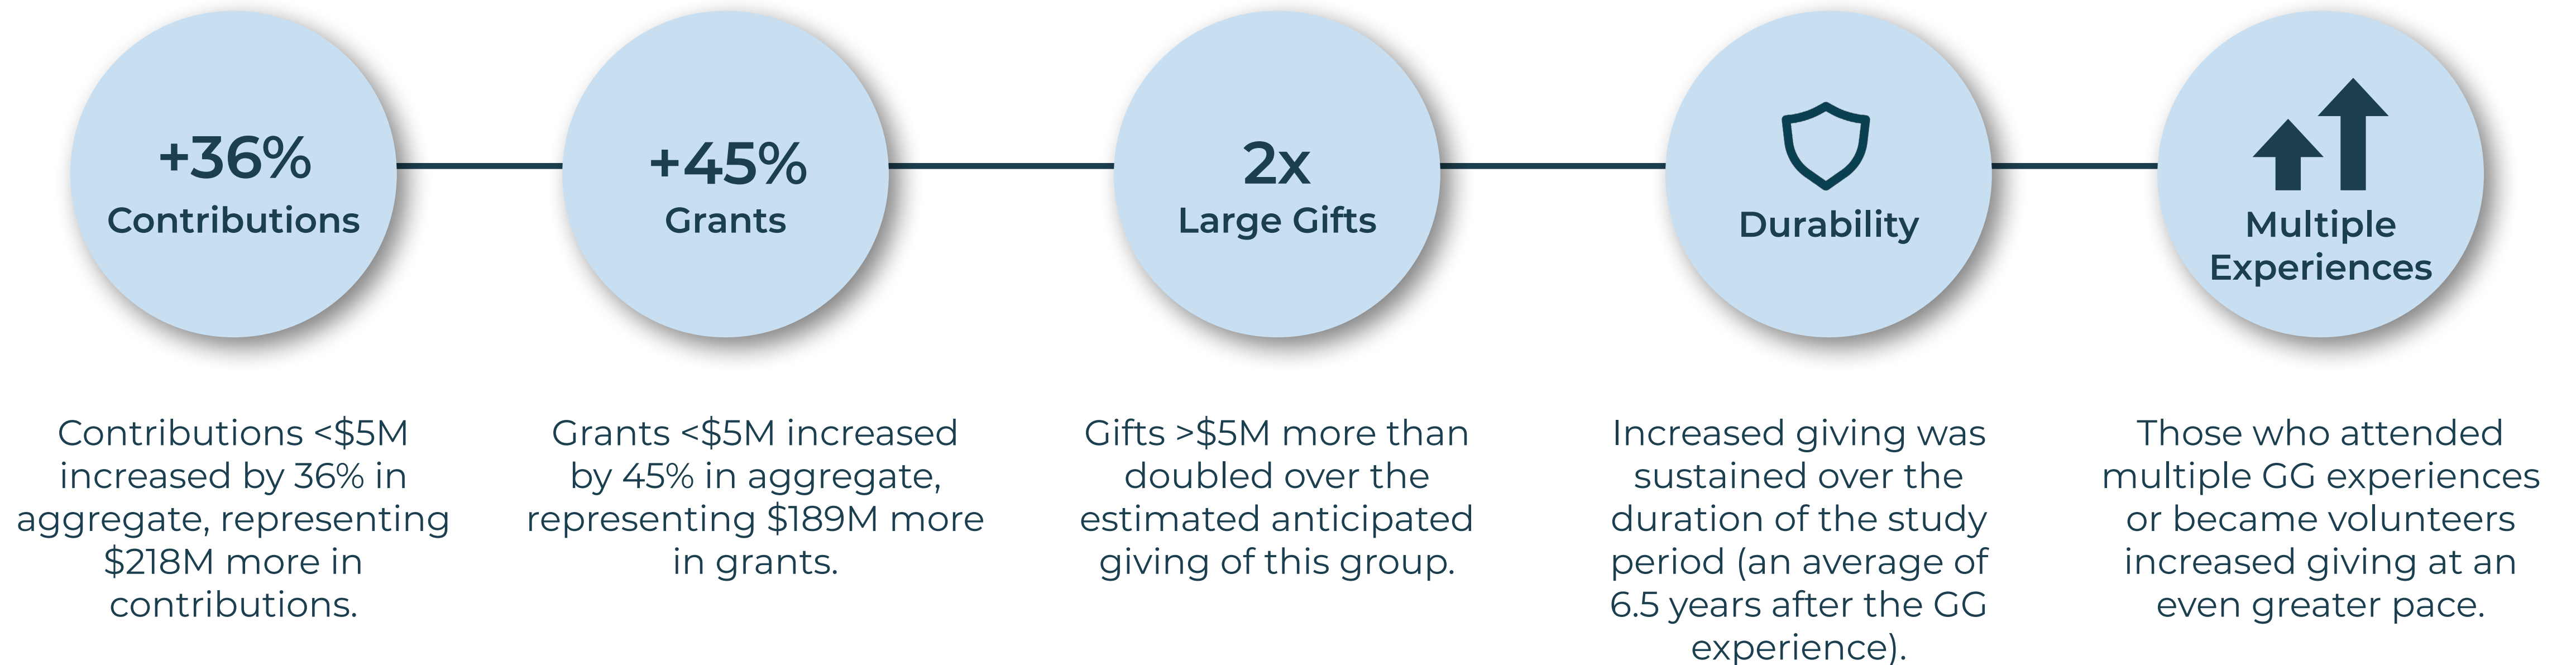 +36%
Contributions
+45%
Grants
2x
Large Gifts
Durability
Multiple
Experiences
Contributions <$5M
increased by 36% in
aggregate, representing
$218M more in
contributions.
Grants <$5M increased
by 45% in aggregate,
representing $189M more
in grants.
Gifts >$5M more than
doubled over the
estimated anticipated
giving of this group.
Increased giving was
sustained over the
duration of the study
period (an average of
6.5 years after the GG
experience).
Those who attended
multiple GG experiences
or became volunteers
increased giving at an
even greater pace.